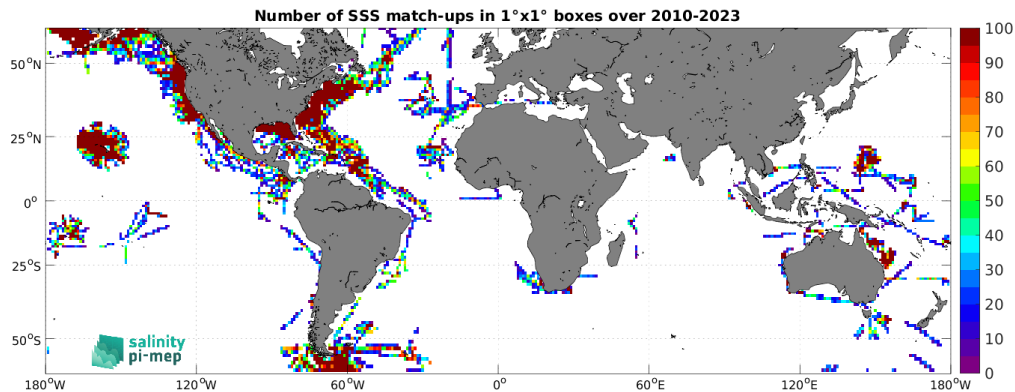 Number of SSS match-ups in 1°x1° boxes over 2010-2023
50°N
25°N
0°
25°S
50°S
180°W
120°W
60°W
0°
60°E
120°E
180°W
100
90
80
70
60
50
40
30
20
10
0
salinity
pi-mep